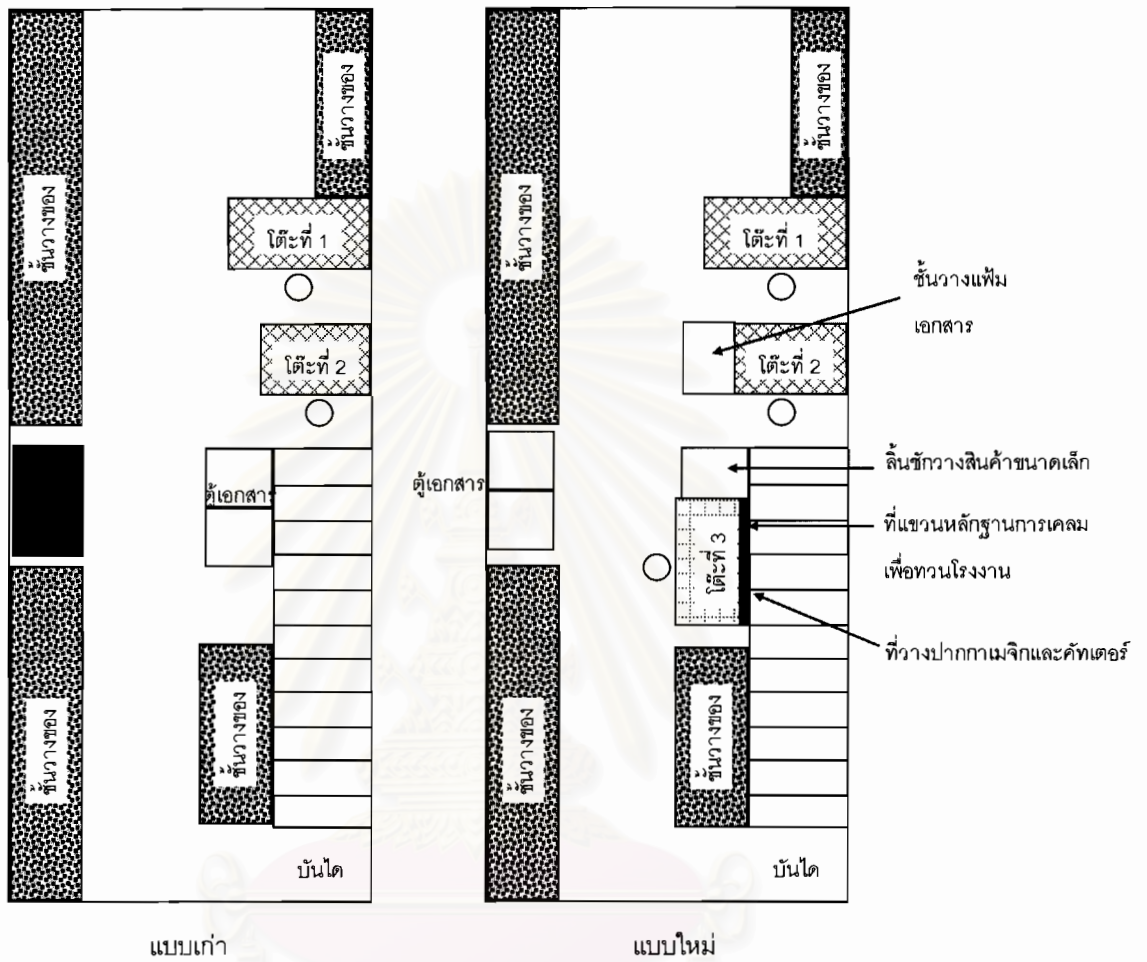 ชั้นวางของ
ชั้นวางของ
โต๊ะที่ 1
โต๊ะที่ 2
ตู้เอกสาร
ชั้นวางของ
ชั้นวางของ
บันได
แบบเก่า
ชั้นวางของ
ชั้นวางของ
โต๊ะที่ 1
ชั้นวางแฟ้ม
เอกสาร
โต๊ะที่ 2
ตู้เอกสาร
ลิ้นชักวางสินค้าขนาดเล็ก
โต๊ะที่ 3
ที่แขวนหลักฐานการเคลม
เพื่อทวนโรงงาน
ที่วางปากกาเมจิกและคัทเตอร์
ชั้นวางของ
ชั้นวางของ
บันได
แบบใหม่